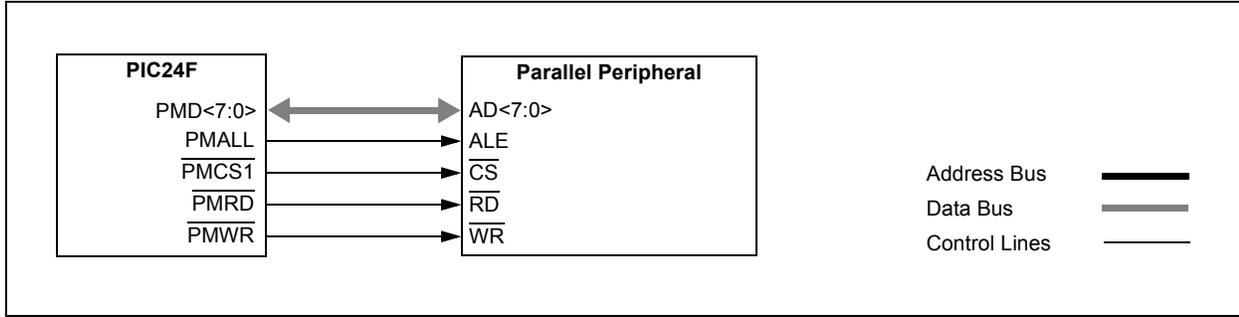 PIC24F
PMD<7:0>
PMALL
PMCS1
PMRD
PMWR
Parallel Peripheral
AD<7:0>
ALE
CS
RD
WR
Address Bus
Data Bus
Control Lines